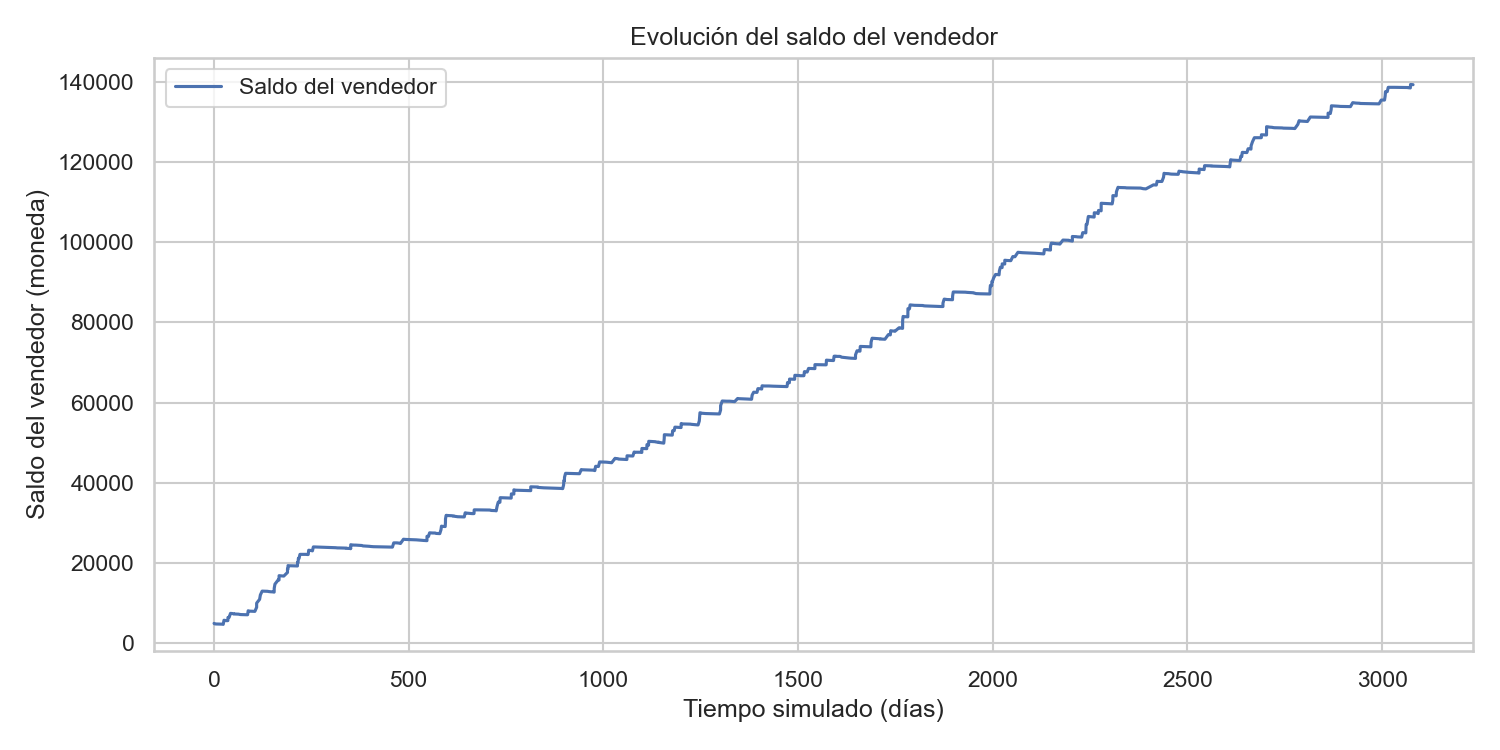 Evolución del saldo del vendedor
Saldo del vendedor
Saldo del vendedor (moneda)
140000
120000
100000
80000
60000
40000
20000
0
0 500 1000 1500 2000 2500 3000
Tiempo simulado (días)